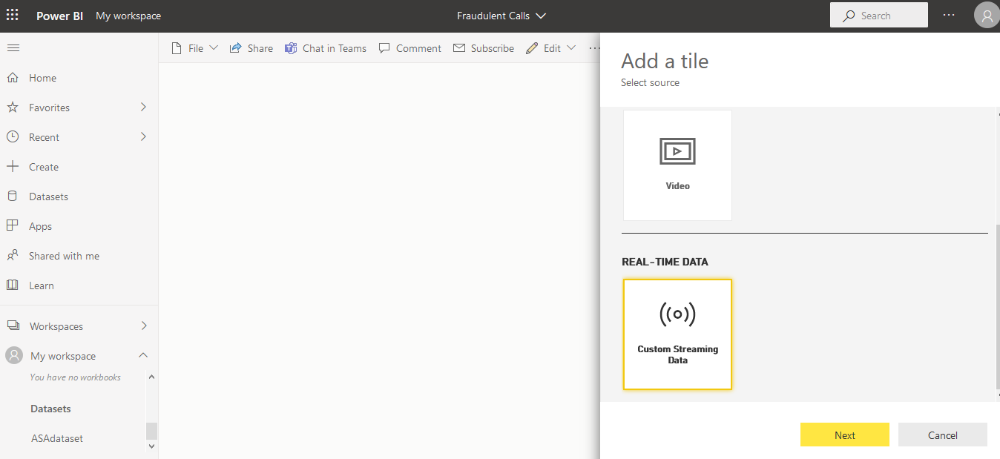 Power BI My workspace Fraudulent Calls Search
File Share Chat in Teams Comment Subscribe Edit
Home
Favorites
Recent
Create
Datasets
Apps
Shared with me
Learn
Workspaces
My workspace
You have no workbooks
Datasets
ASAdataset
Add a tile
Select source
Video
REAL-TIME DATA
Custom Streaming
Data
Next Cancel